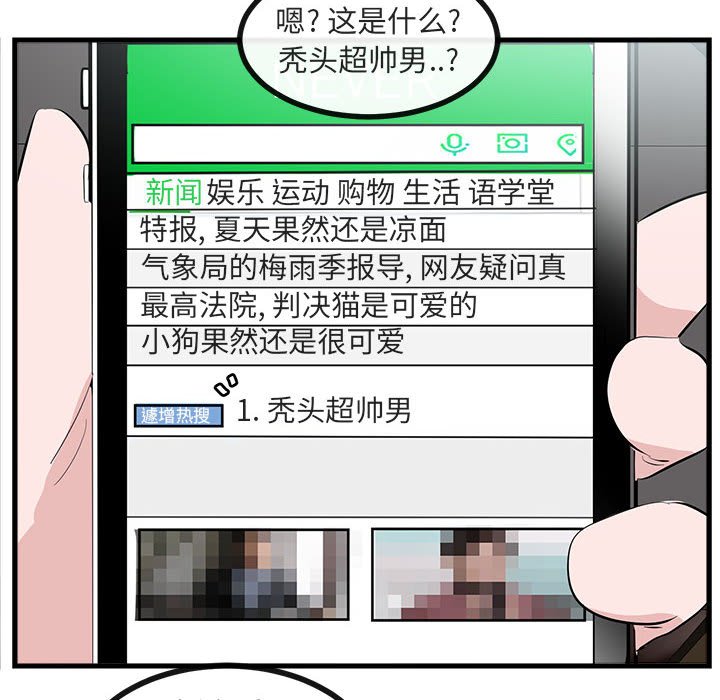 嗯? 这是什么?
秃头超帅男..?
NEVER
新闻 娱乐 运动 购物 生活 语学堂
特报, 夏天果然还是凉面
气象局的梅雨季报导, 网友疑问真
最高法院, 判决猫是可爱的
小狗果然还是很可爱
遽增热搜 1. 秃头超帅男